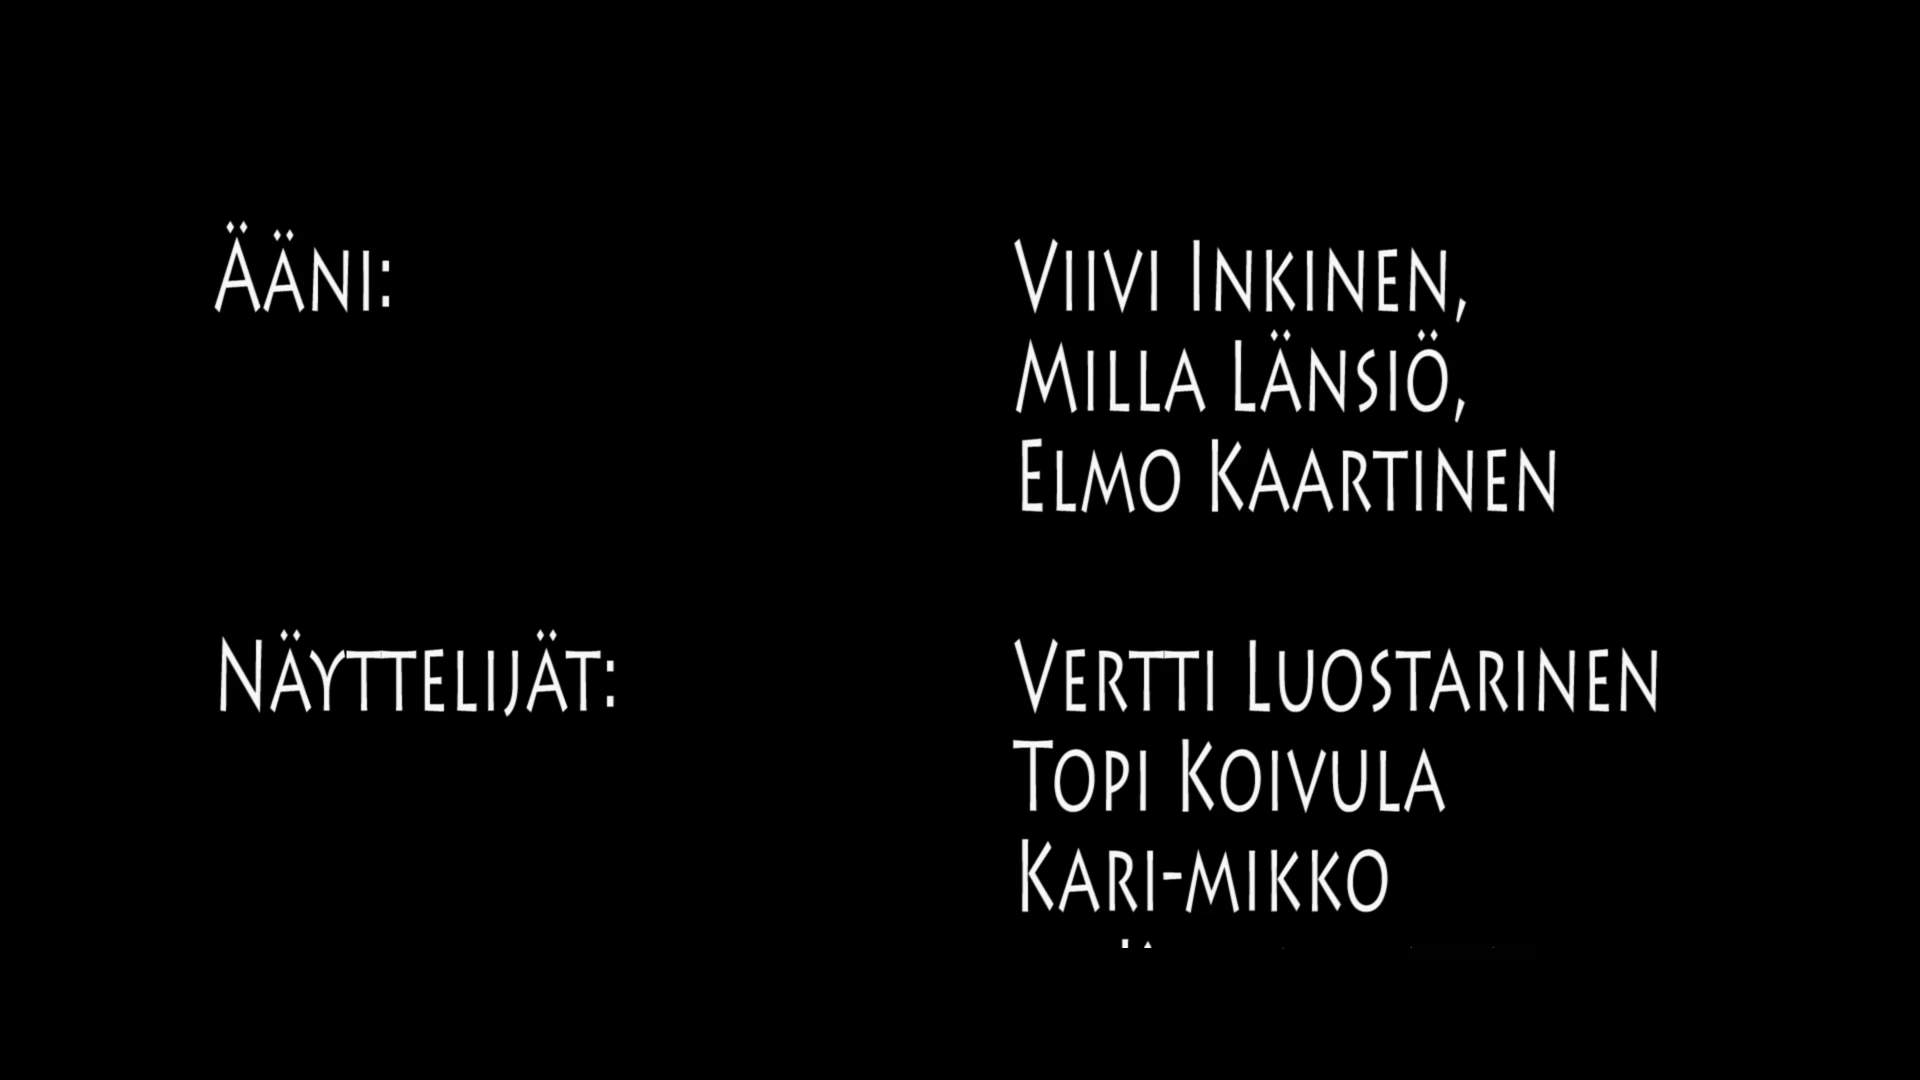 Ääni: Viivi Inkinen,
Milla Länsiö,
Elmo Kaartinen
Näyttelijät: Vertti Luostarinen
Topi Koivula
Kari-mikko